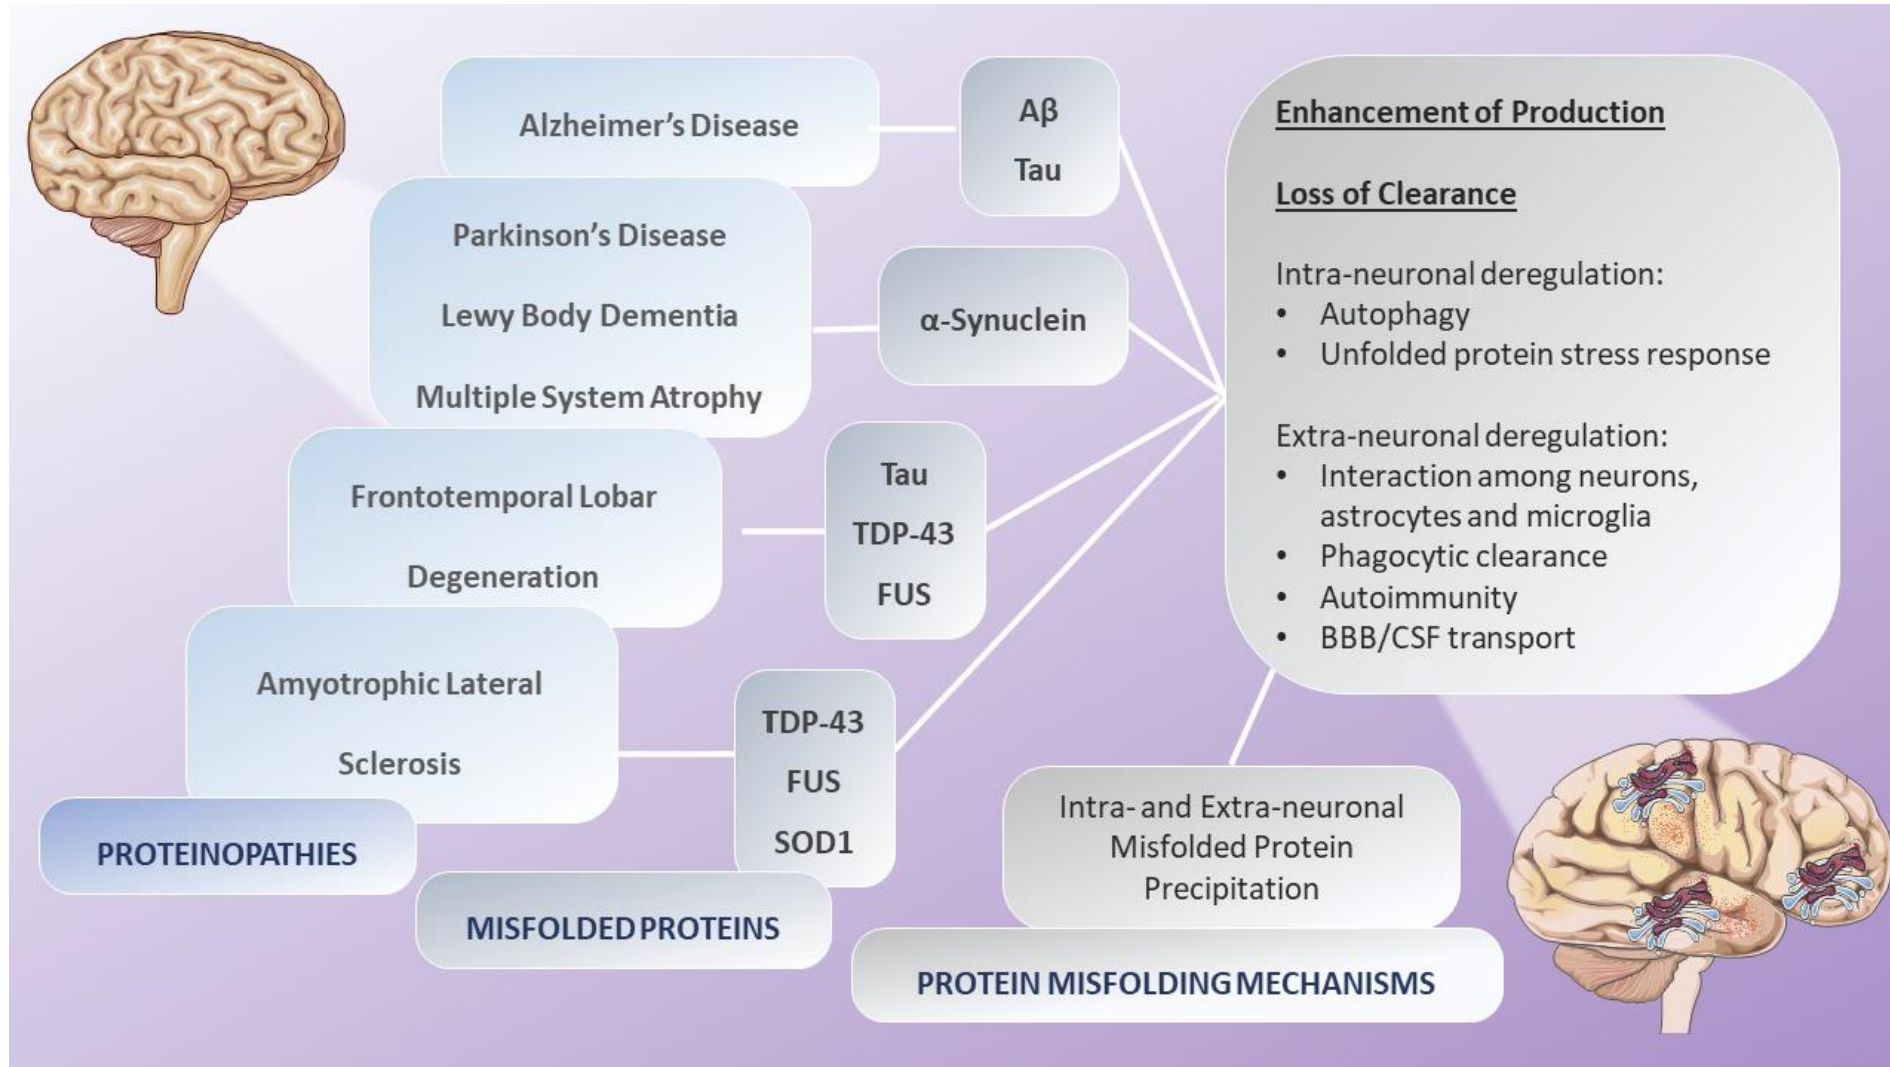 Alzheimer's Disease
Aβ
Tau
Parkinson's Disease
Lewy Body Dementia
Multiple System Atrophy
α-Synuclein
Frontotemporal Lobar
Degeneration
Tau
TDP-43
FUS
Amyotrophic Lateral
Sclerosis
TDP-43
FUS
SOD1
PROTEINOPATHIES
MISFOLDED PROTEINS
Enhancement of Production
Loss of Clearance
Intra-neuronal deregulation:
• Autophagy
• Unfolded protein stress response
Extra-neuronal deregulation:
• Interaction among neurons,
astrocytes and microglia
• Phagocytic clearance
• Autoimmunity
• BBB/CSF transport
Intra- and Extra-neuronal
Misfolded Protein
Precipitation
PROTEIN MISFOLDING MECHANISMS